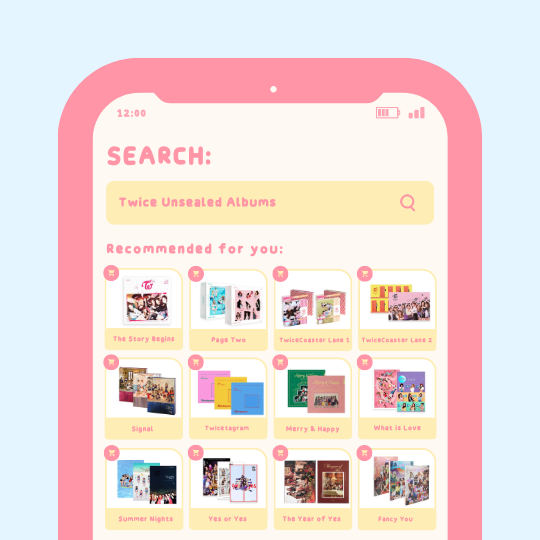 12:00
SEARCH:
Twice Unsealed Albums
Recommended for you:
The Story Begins
Page Two
TwiceCoaster Lane 1
TwiceCoaster Lane 2
Signal
Twicetagram
Merry & Happy
What is Love
Summer Nights
Yes or Yes
The Year of Yes
Fancy You